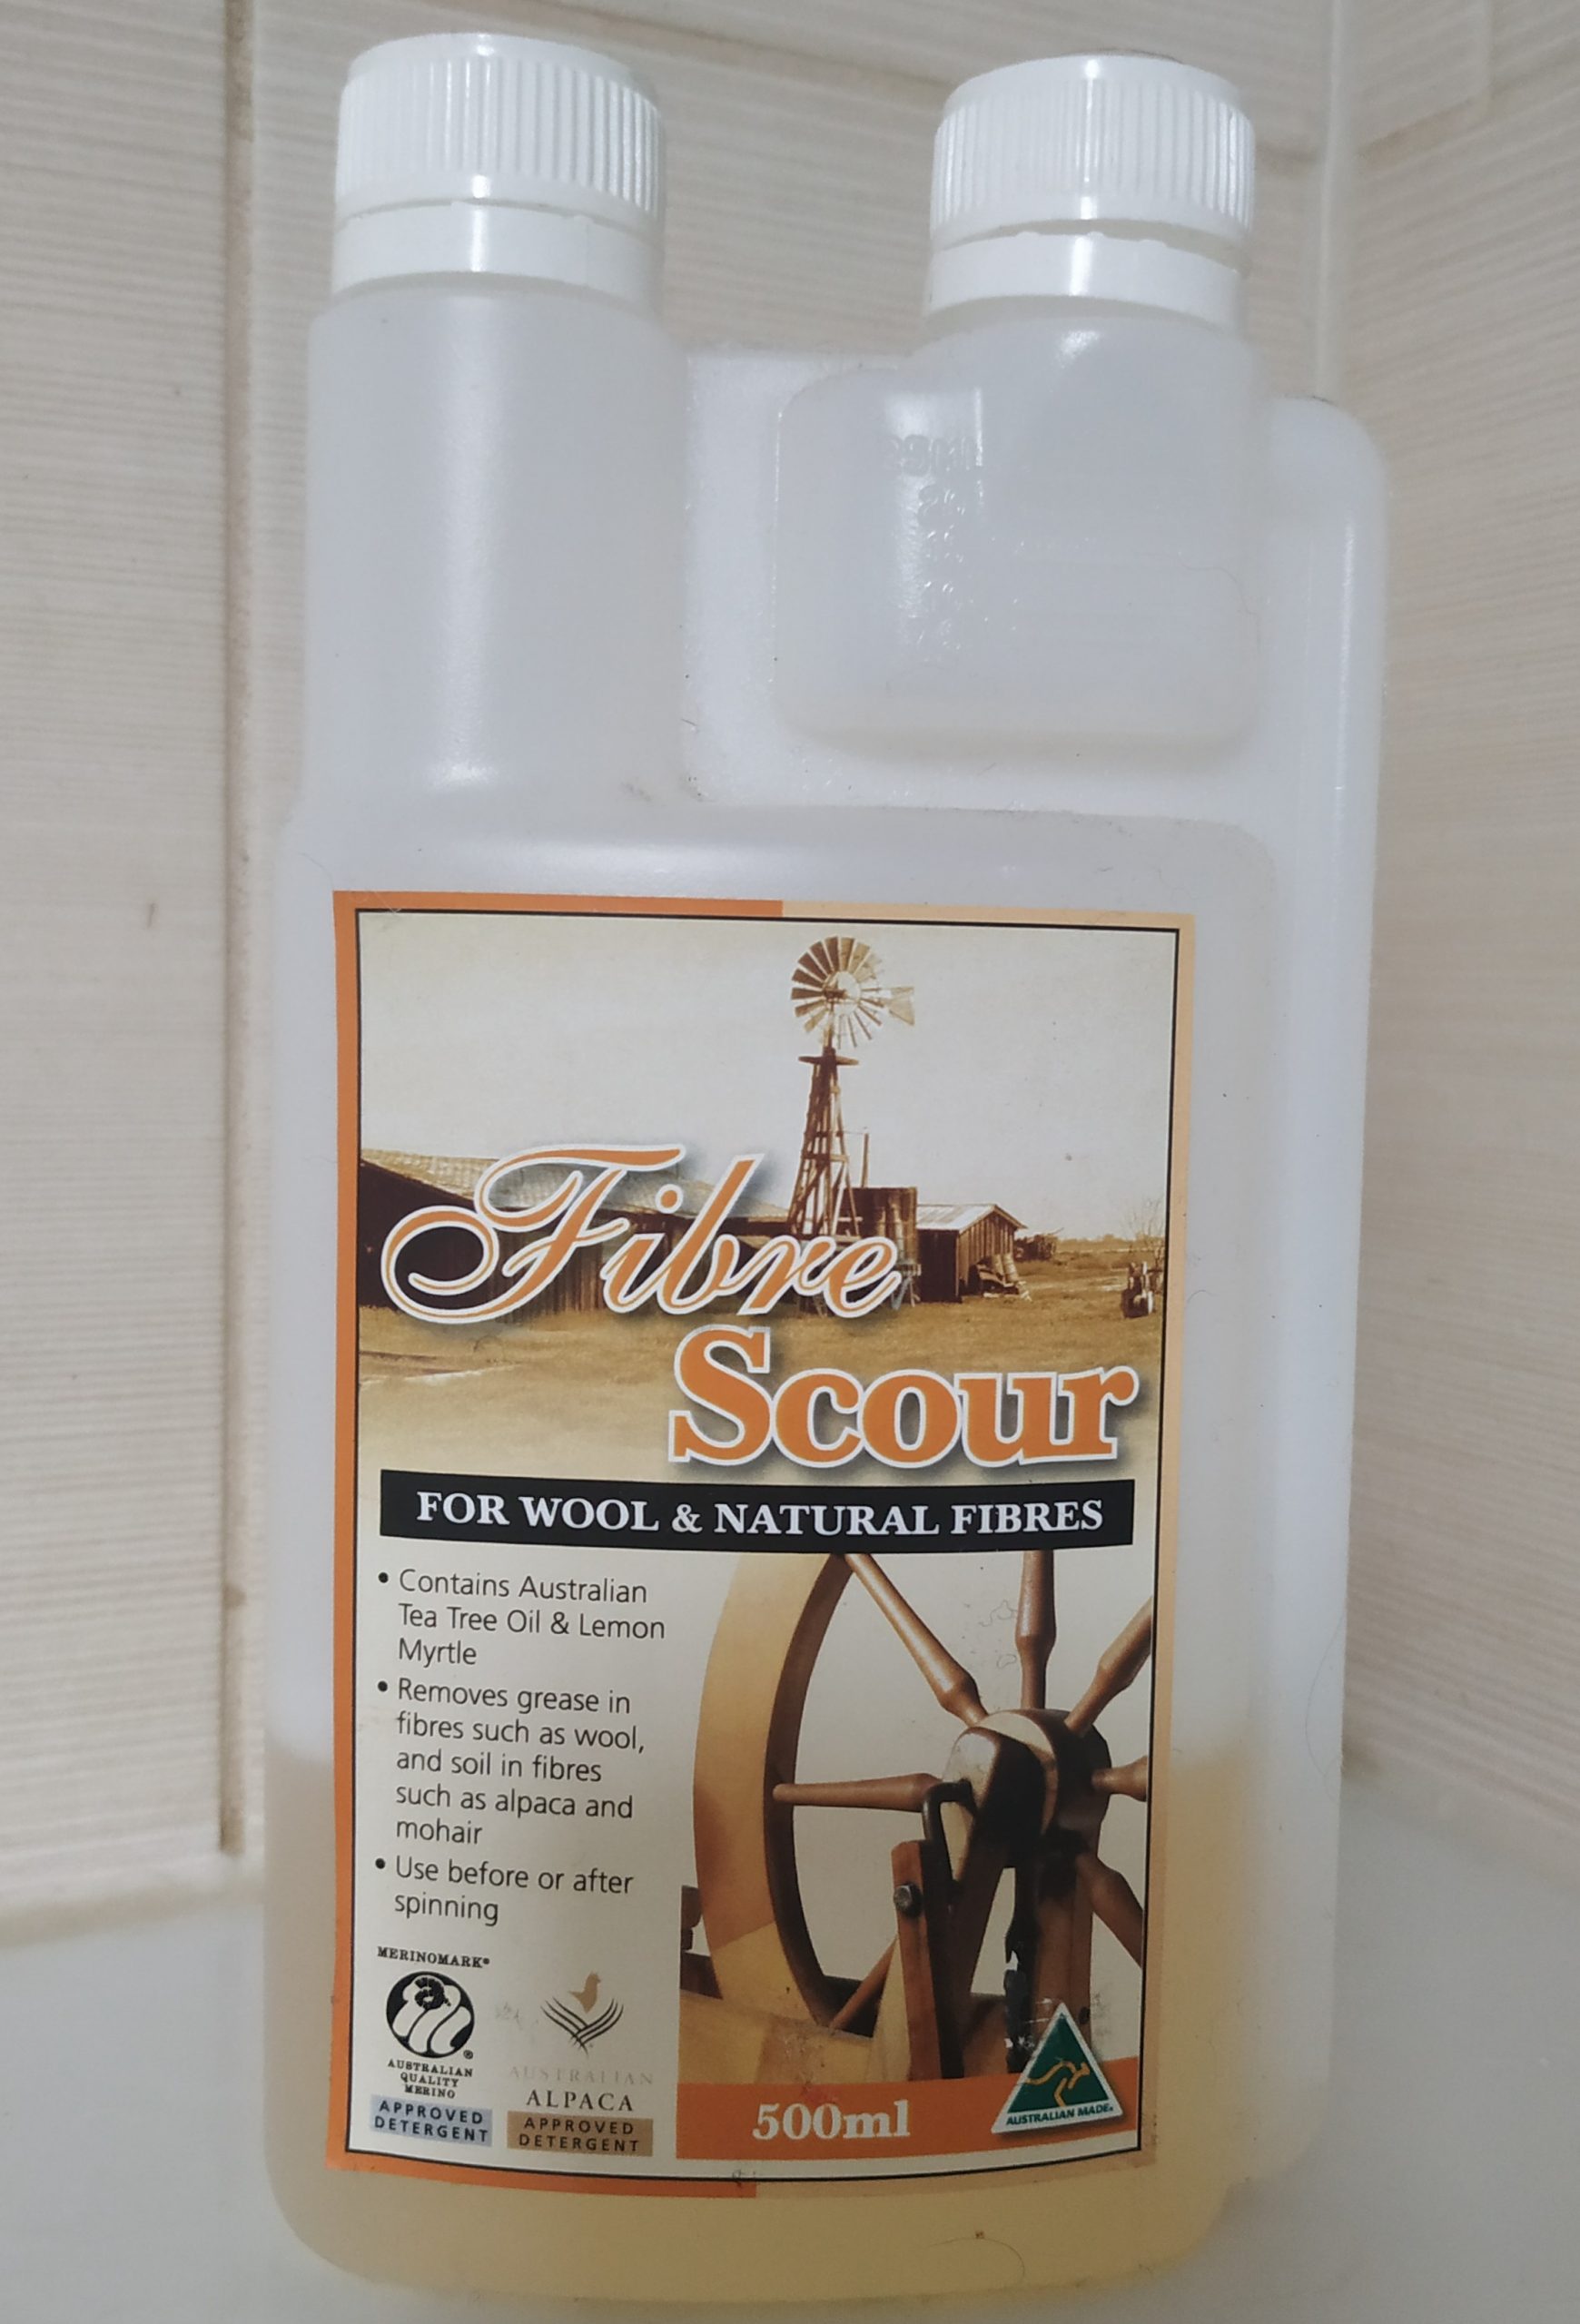 Fibre
Scour
FOR WOOL & NATURAL FIBRES
• Contains Australian
Tea Tree Oil & Lemon
Myrtle
• Removes grease in
fibres such as wool,
and soil in fibres
such as alpaca and
mohair
• Use before or after
spinning
MERINOMARK®
®
AUSTRALIAN
QUALITY
MERINO
APPROVED
DETERGENT
AUSTRALIAN
ALPACA
APPROVED
DETERGENT
500ml
AUSTRALIAN MADE